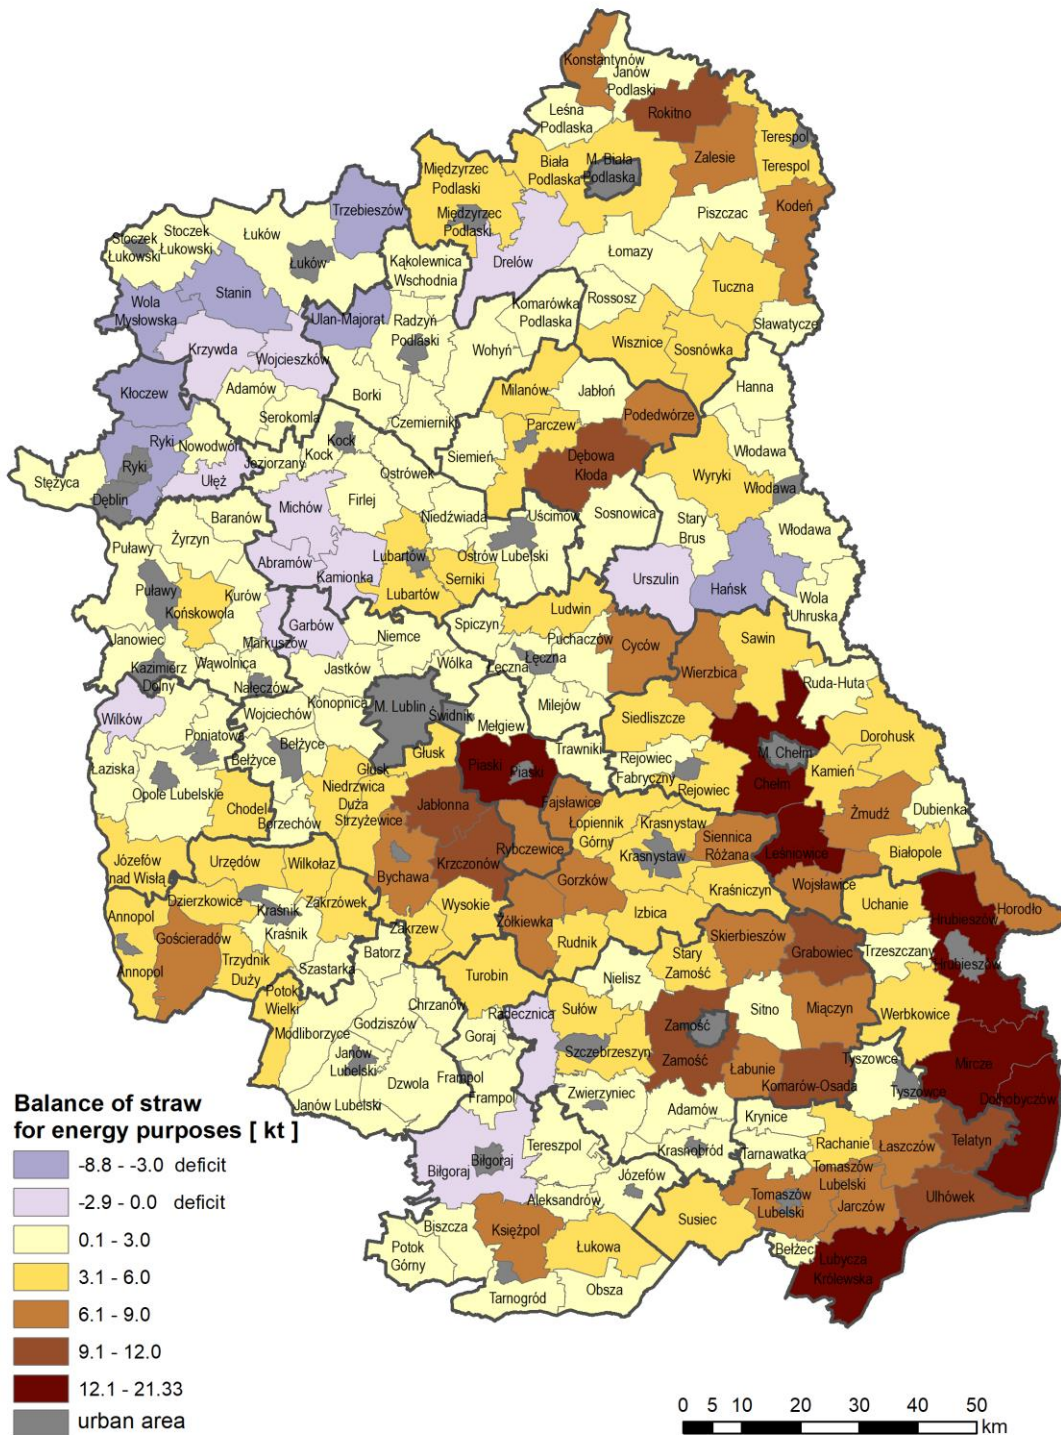 Konstantynów
Janów
Podlaski
Rokitno
Leśna
Podlaska
Terespol
Międzyrzec
Podlaski
Biała
Podlaska
M. Biała
Podlaska
Zalesie
Terespol
Trzebieszów
Międzyrzec
Podlaski
Kodeń
Piszczac
Stoczek
Łukowski
Stoczek
Łukowski
Łuków
Łuków
Kąkolewnica
Wschodnia
Drelów
Łomazy
Tuczna
Wola
Mysłowska
Stanin
Ulan-Majorat
Radzyń
Podlaski
Komarówka
Podlaska
Rossosz
Sławatycze
Krzywda
Wojcieszków
Wohyń
Wisznice
Sosnówka
Kłoczew
Adamów
Serokomla
Borki
Czemierniki
Milanów
Jabłoń
Podedwórze
Hanna
Ryki
Ryki
Nowodwór
Kock
Kock
Siemień
Parczew
Dębowa
Kłoda
Włodawa
Stężyca
Dęblin
Ułęż
Jeziorzany
Ostrówek
Wyryki
Włodawa
Michów
Firlej
Baranów
Niedźwiada
Uścimów
Sosnowica
Stary
Brus
Włodawa
Puławy
Żyrzyn
Abramów
Kamionka
Lubartów
Ostrów Lubelski
Urszulin
Hańsk
Wola
Uhruska
Puławy
Końskowola
Kurów
Lubartów
Serniki
Ludwin
Janowiec
Markuszów
Garbów
Niemce
Spiczyn
Puchaczów
Cyców
Wierzbica
Sawin
Kazimierz
Dolny
Wąwolnica
Nałęczów
Jastków
Wólka
Łęczna
Łęczna
Ruda-Huta
Wilków
Wojciechów
Konopnica
M. Lublin
Świdnik
Mełgiew
Milejów
Siedliszcze
Dorohusk
Poniatowa
Bełżyce
Bełżyce
Głusk
Głusk
Trawniki
Rejowiec
Fabryczny
Rejowiec
M. Chełm
Chełm
Kamień
Łaziska
Opole Lubelskie
Chodel
Borzechów
Niedrzwica
Duża
Strzyżewice
Piaski
Piaski
Jabłonna
Fajsławice
Łopiennik
Górny
Krasnystaw
Krasnystaw
Siennica
Różana
Leśniowice
Żmudź
Dubienka
Białopole
Józefów
nad Wisłą
Urzędów
Wilkołaz
Bychawa
Krzczonów
Rybczewice
Gorzków
Kraśniczyn
Wojsławice
Uchanie
Horodło
Annopol
Annopol
Dzierzkowice
Kraśnik
Kraśnik
Zakrzówek
Wysokie
Zakrzew
Żółkiewka
Izbica
Rudnik
Skierbieszów
Grabowiec
Trzeszczany
Hrubieszów
Hrubieszów
Gościeradów
Trzydnik
Duży
Szastarka
Batorz
Turobin
Stary
Zamość
Nielisz
Sitno
Miączyn
Werbkowice
Potok
Wielki
Modliborzyce
Godziszów
Chrzanów
Goraj
Radecznica
Sułów
Szczebrzeszyn
Zamość
Zamość
Łabunie
Komarów-Osada
Tyszowce
Tyszowce
Mircze
Dołhobyczów
Janów
Lubelski
Janów Lubelski
Dzwola
Frampol
Frampol
Zwierzyniec
Adamów
Krasnobród
Krynice
Tarnawatka
Rachanie
Łaszczów
Telatyn
Biłgoraj
Biłgoraj
Tereszpol
Józefów
Aleksandrów
Tomaszów
Lubelski
Tomaszów
Lubelski
Jarczów
Ulhówek
Biszcza
Potok
Górny
Księżpol
Łukowa
Susiec
Bełżec
Lubycza
Królewska
Tarnogród
Obsza
Balance of straw
for energy purposes [ kt ]
-8.8 - -3.0 deficit
-2.9 - 0.0 deficit
0.1 - 3.0
3.1 - 6.0
6.1 - 9.0
9.1 - 12.0
12.1 - 21.33
urban area
0 5 10 20 30 40 50
km